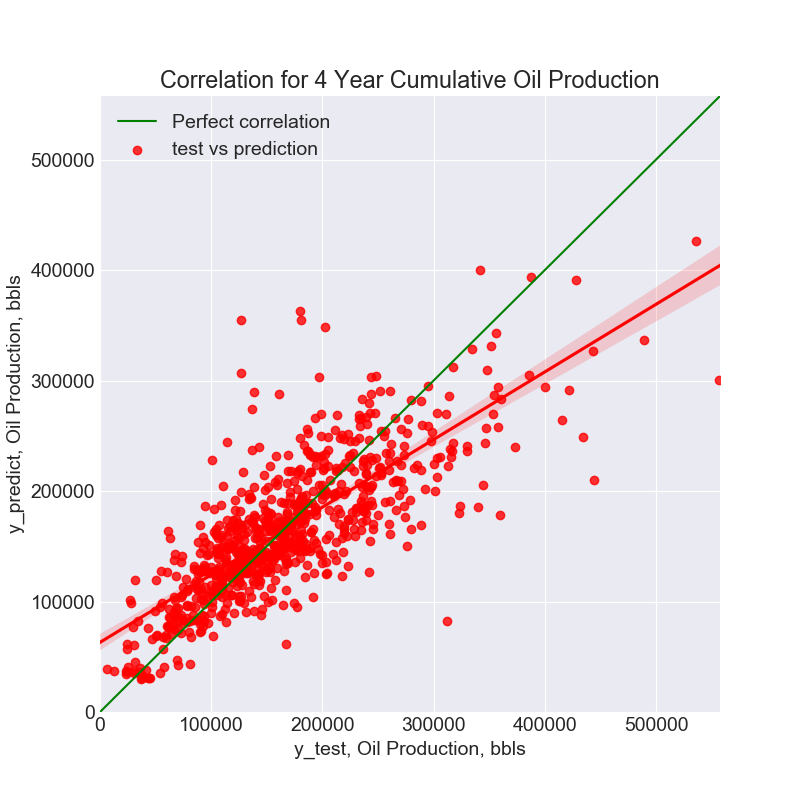 Correlation for 4 Year Cumulative Oil Production
Perfect correlation
test vs prediction
500000
400000
300000
200000
100000
0
y_predict, Oil Production, bbls
0 100000 200000 300000 400000 500000
y_test, Oil Production, bbls